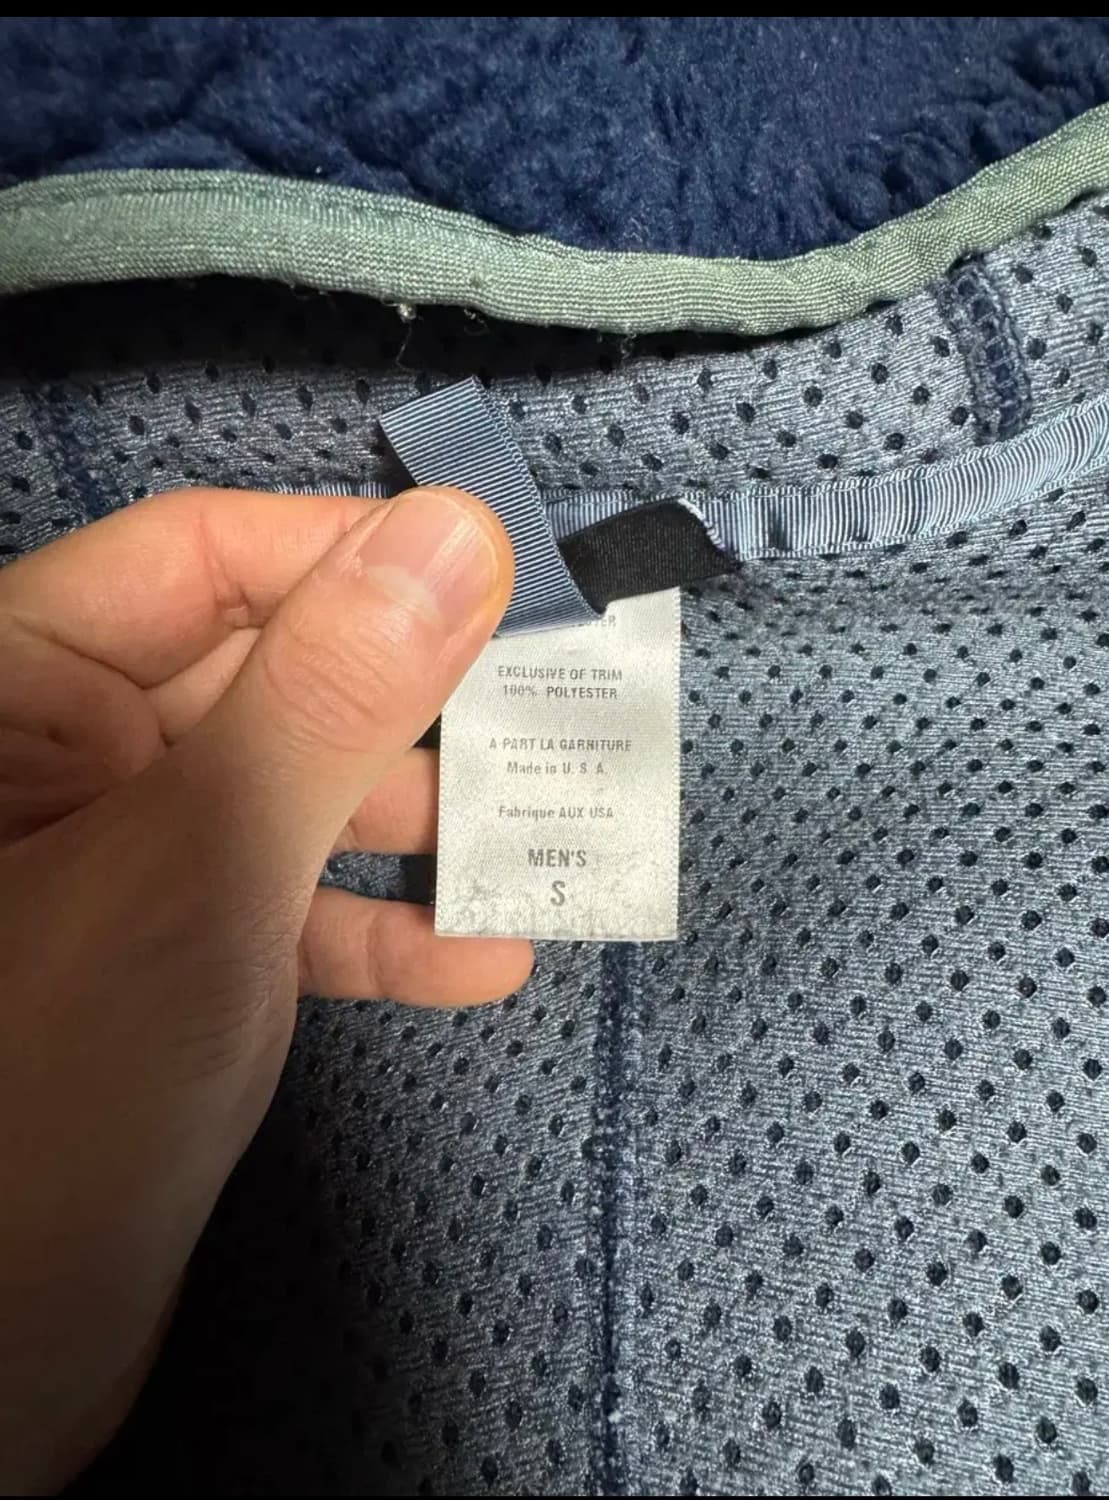 EXCLUSIVE OF TRIM
100% POLYESTER
A PART LA GARNITURE
Made in U. S. A.
Fabrique AUX USA
MEN'S
S